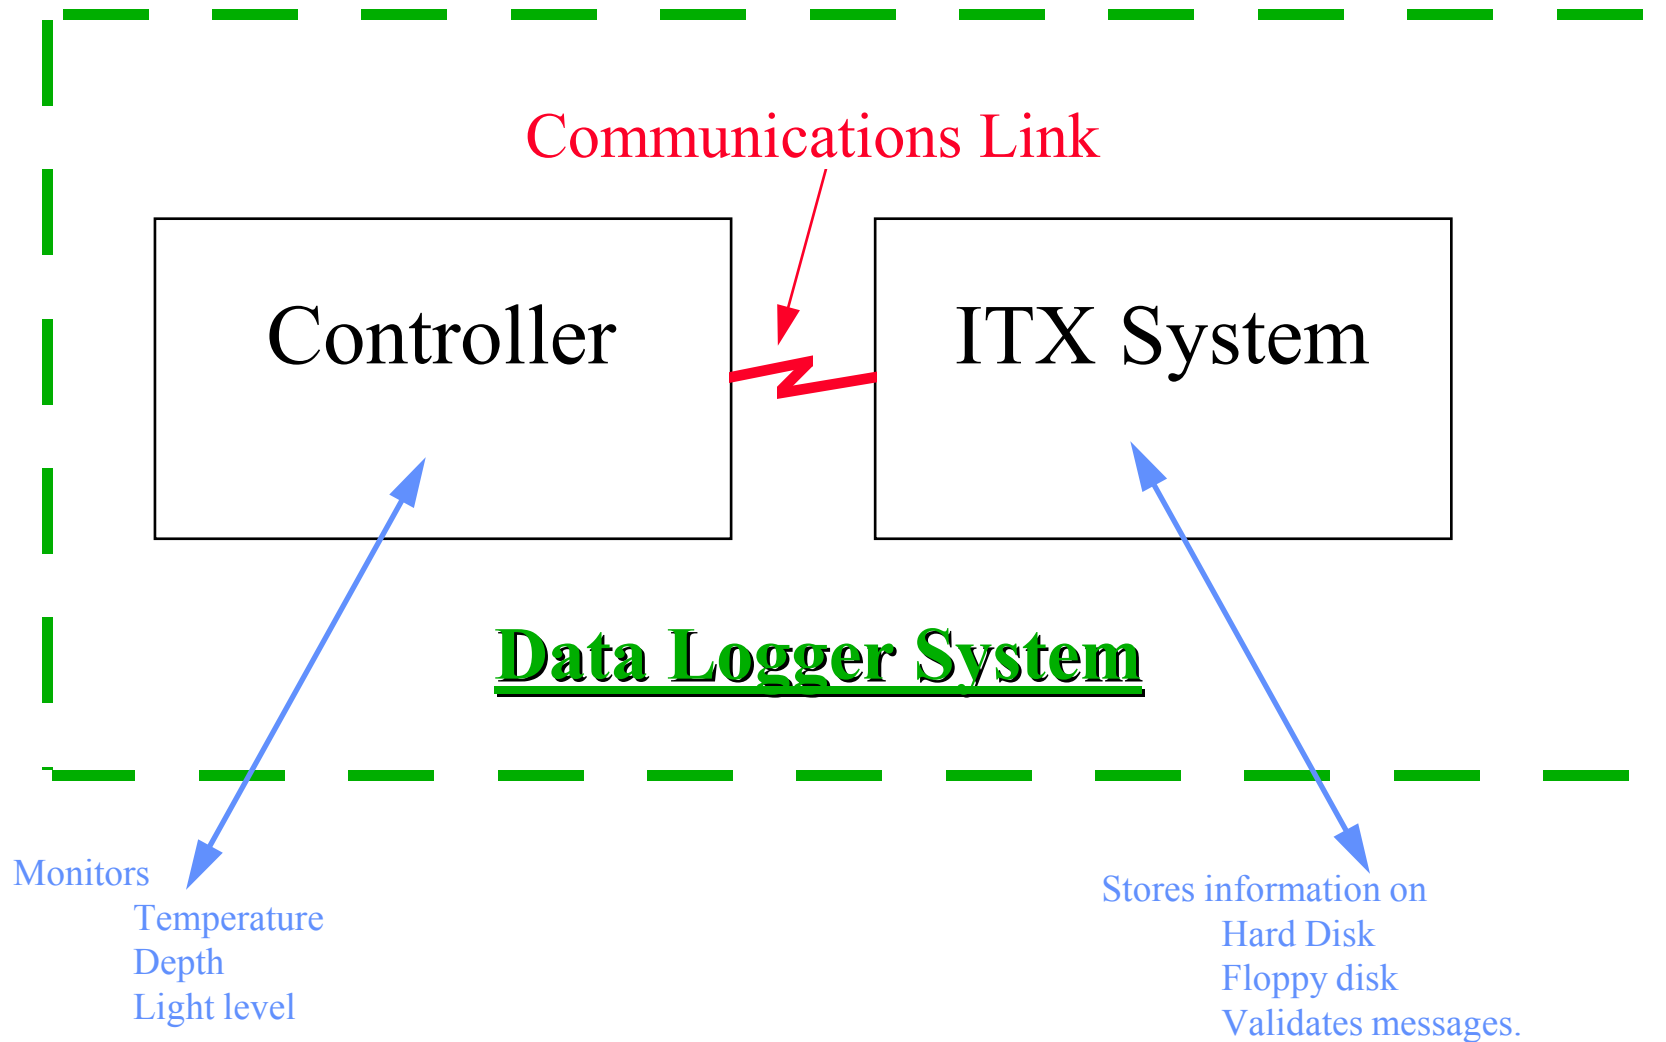 Communications Link
Controller
ITX System
Data Logger System
Monitors
Temperature
Depth
Light level
Stores information on
Hard Disk
Floppy disk
Validates messages.